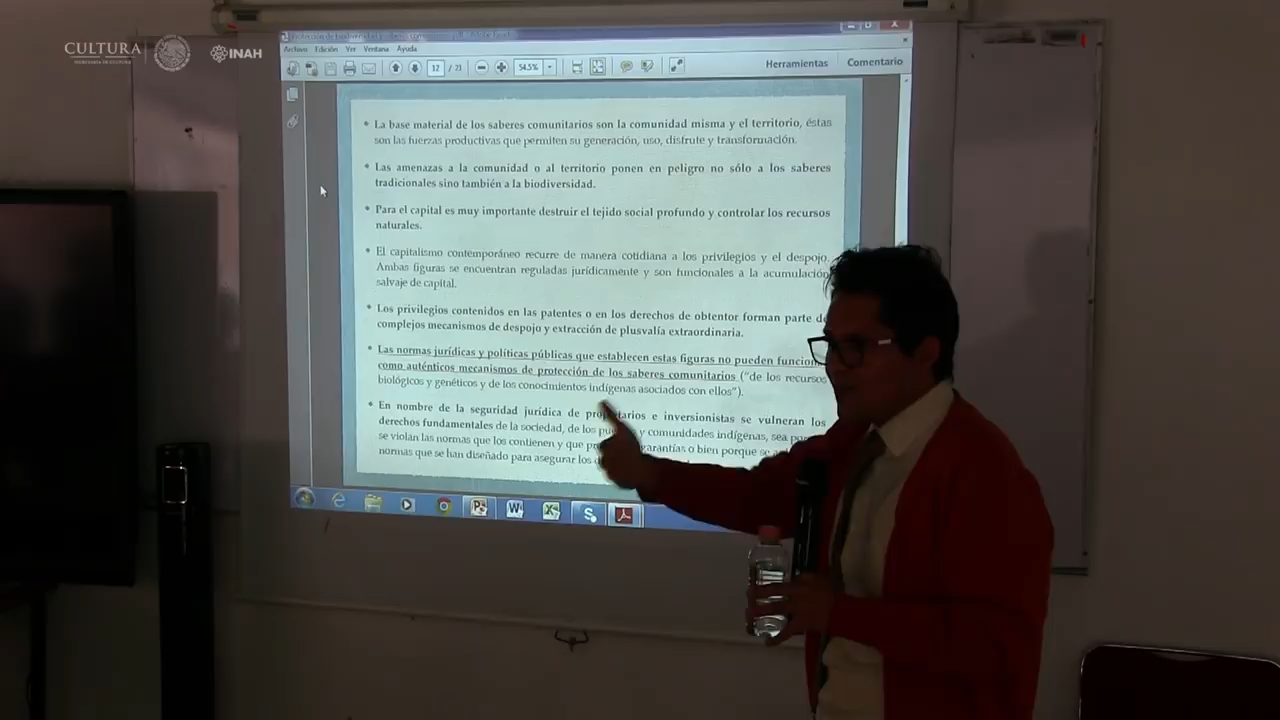 CULTURA
SECRETARÍA DE CULTURA
INAH
Archivo Edición Ver Ventana Ayuda
12 / 21
54.5%
Herramientas Comentario
* La base material de los saberes comunitarios son la comunidad misma y el territorio, éstas
son las fuerzas productivas que permiten su generación, uso, disfrute y transformación.
* Las amenazas a la comunidad o al territorio ponen en peligro no sólo a los saberes
tradicionales sino también a la biodiversidad.
* Para el capital es muy importante destruir el tejido social profundo y controlar los recursos
naturales.
* El capitalismo contemporáneo recurre de manera cotidiana a los privilegios y el despojo.
Ambas figuras se encuentran reguladas jurídicamente y son funcionales a la acumulación
salvaje de capital.
* Los privilegios contenidos en las patentes o en los derechos de obtentor forman parte de
complejos mecanismos de despojo y extracción de plusvalía extraordinaria.
* Las normas jurídicas y políticas públicas que establecen estas figuras no pueden
como auténticos mecanismos de protección de los saberes comunitarios ("de los recursos
biológicos y genéticos y de los conocimientos indígenas asociados con ellos").
* En nombre de la seguridad jurídica de e inversionistas se vulneran los
derechos fundamentales de la sociedad, de los y comunidades indígenas, sea
se violan las normas que los contienen y que garantías o bien porque se
normas que se han diseñado para asegurar los